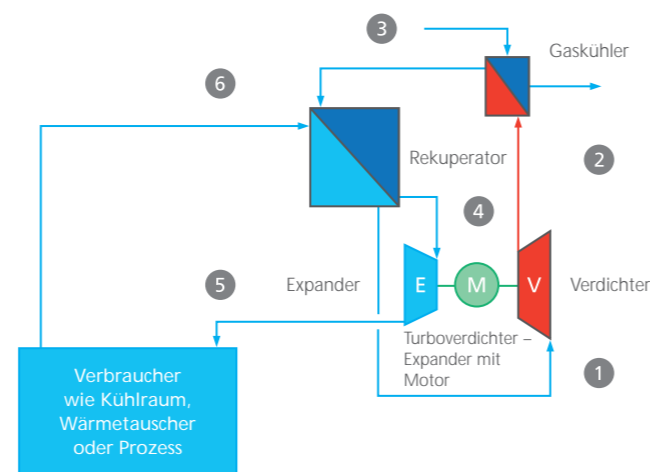 3
Gaskühler
6
Rekuperator
2
4
5
Expander
E
M
V
Verdichter
Turboverdichter –
Expander mit
Motor
1
Verbraucher
wie Kühlraum,
Wärmetauscher
oder Prozess